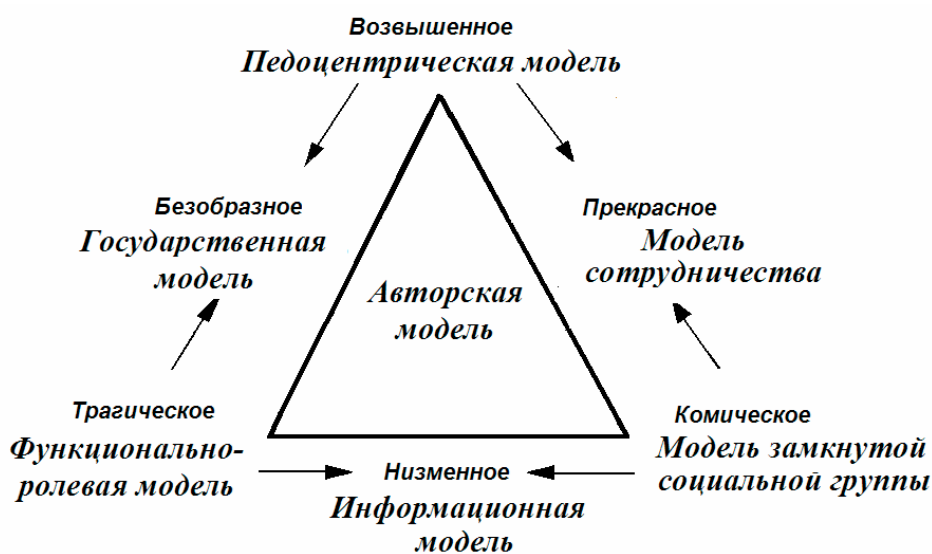 Возвышенное
Педоцентрическая модель
Безобразное
Государственная
модель
Прекрасное
Модель
сотрудничества
Авторская
модель
Трагическое
Функционально-
ролевая модель
Низменное
Информационная
модель
Комическое
Модель замкнутой
социальной группы